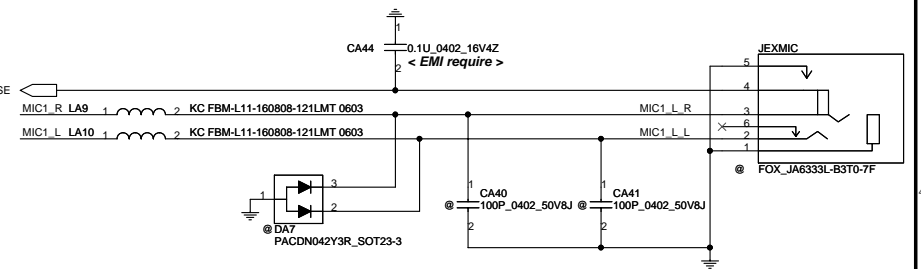 1
CA44
0.1U_0402_16V4Z
2
< EMI require >
JEXMIC
5
SE
4
MIC1_R LA9 1 2 KC FBM-L11-160808-121LMT 0603
MIC1_L_R
3
6
MIC1_L LA10 1 2 KC FBM-L11-160808-121LMT 0603
MIC1_L_L
2
1
@ FOX_JA6333L-B3T0-7F
1
3
2
@ DA7
PACDN042Y3R_SOT23-3
1
CA40
@ 100P_0402_50V8J
2
1
CA41
@ 100P_0402_50V8J
2